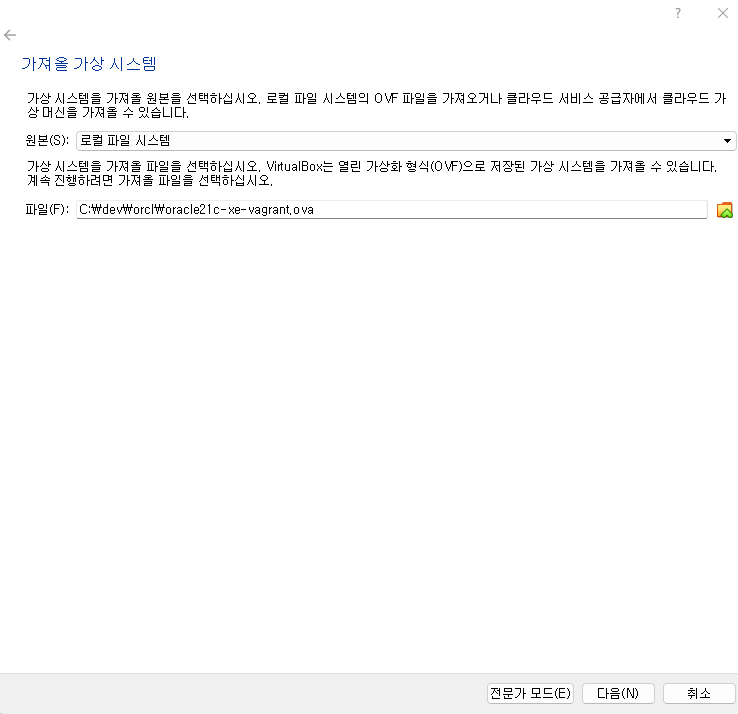 ?
가져올 가상 시스템
가상 시스템을 가져올 원본을 선택하십시오. 로컬 파일 시스템의 OVF 파일을 가져오거나 클라우드 서비스 공급자에서 클라우드 가
상 머신을 가져올 수 있습니다.
원본(S): 로컬 파일 시스템
가상 시스템을 가져올 파일을 선택하십시오. VirtualBox는 열린 가상화 형식(OVF)으로 저장된 가상 시스템을 가져올 수 있습니다.
계속 진행하려면 가져올 파일을 선택하십시오.
파일(F): C:₩dev₩orcl₩oracle21c-xe-vagrant.ova
전문가 모드(E) 다음(N) 취소